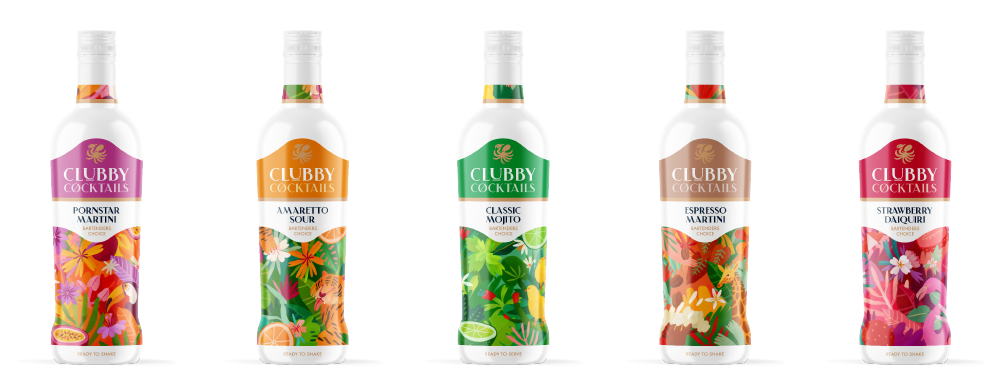 CLUBBY
COCKTAILS
PORNSTAR
MARTINI
BARTENDERS
CHOICE
READY TO SHAKE
CLUBBY
COCKTAILS
AMARETTO
SOUR
BARTENDERS
CHOICE
READY TO SHAKE
CLUBBY
COCKTAILS
CLASSIC
MOJITO
BARTENDERS
CHOICE
READY TO SERVE
CLUBBY
COCKTAILS
ESPRESSO
MARTINI
BARTENDERS
CHOICE
READY TO SHAKE
CLUBBY
COCKTAILS
STRAWBERRY
DAIQUIRI
BARTENDERS
CHOICE
READY TO SHAKE